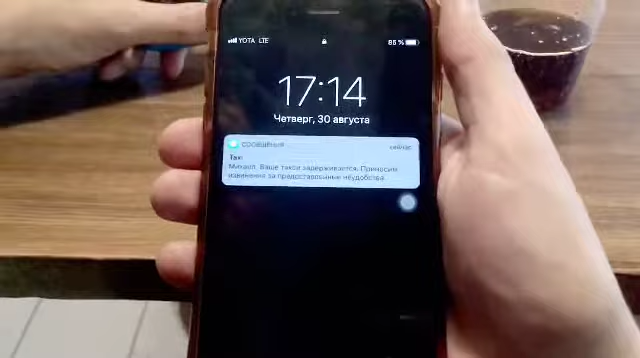 YOTA LTE
85 %
17:14
Четверг, 30 августа
СООБЩЕНИЯ
сейчас
Taxi
Михаил, Ваше такси задерживается. Приносим
извинения за предоставленные неудобства.